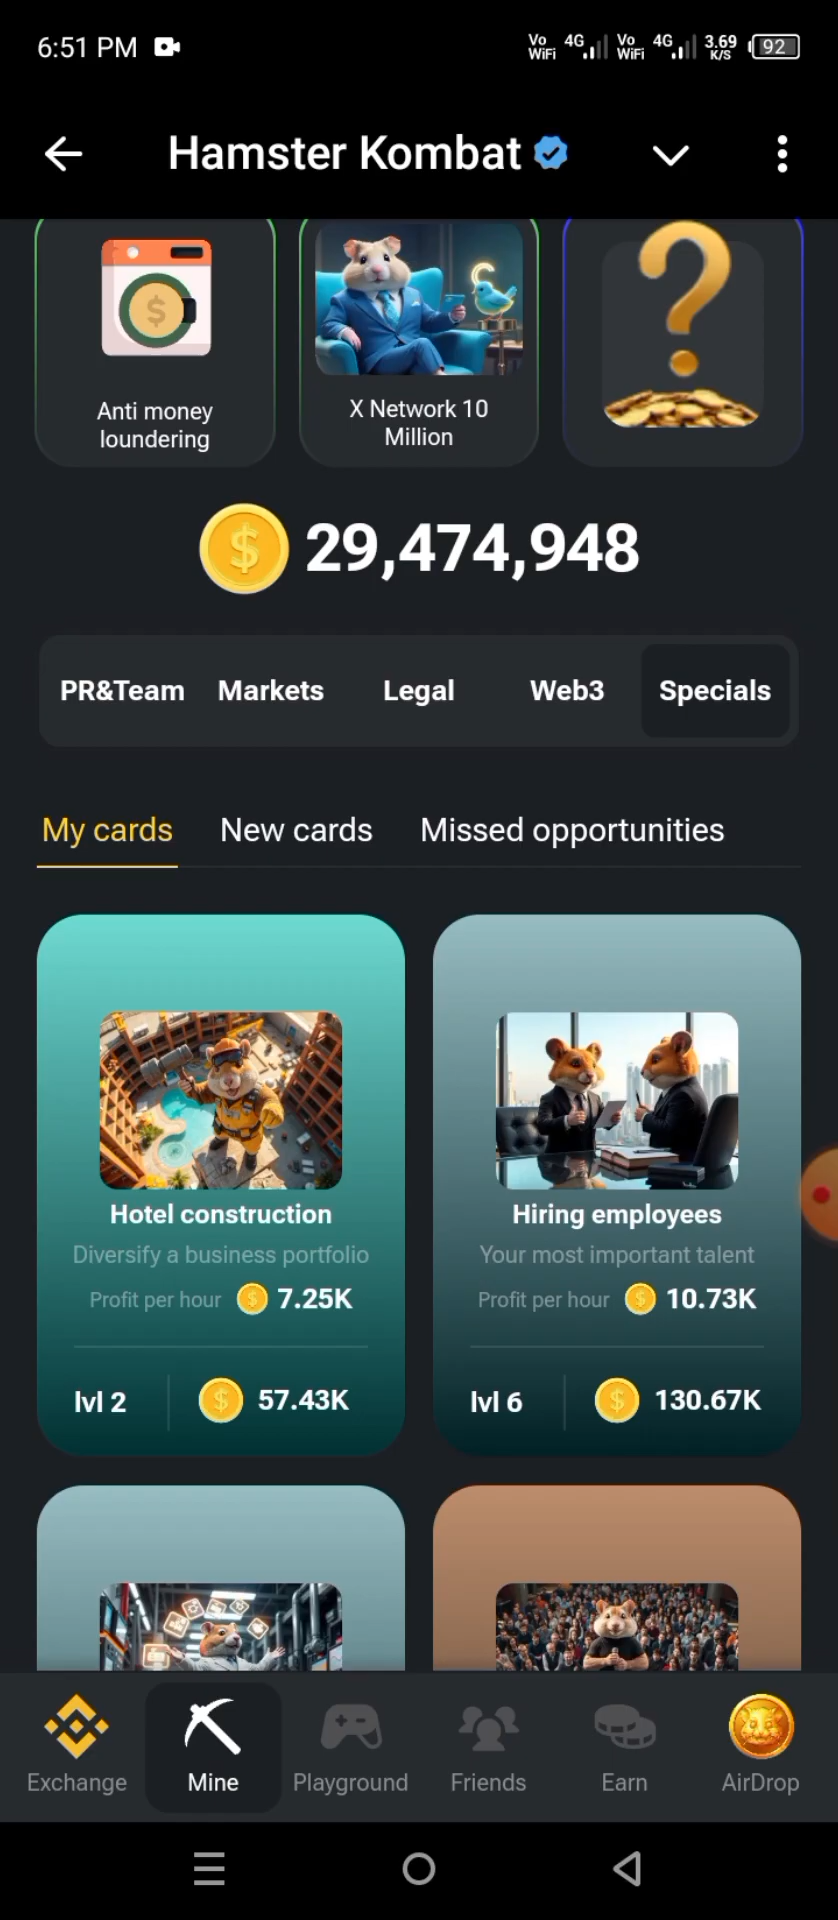 6:51 PM
Vo WiFi 4G Vo WiFi 4G 3.69 K/S 92
Hamster Kombat
Anti money
loundering
X Network 10
Million
29,474,948
PR&Team Markets Legal Web3 Specials
My cards New cards Missed opportunities
Hotel construction
Diversify a business portfolio
Profit per hour 7.25K
lvl 2 57.43K
Hiring employees
Your most important talent
Profit per hour 10.73K
lvl 6 130.67K
Exchange Mine Playground Friends Earn AirDrop